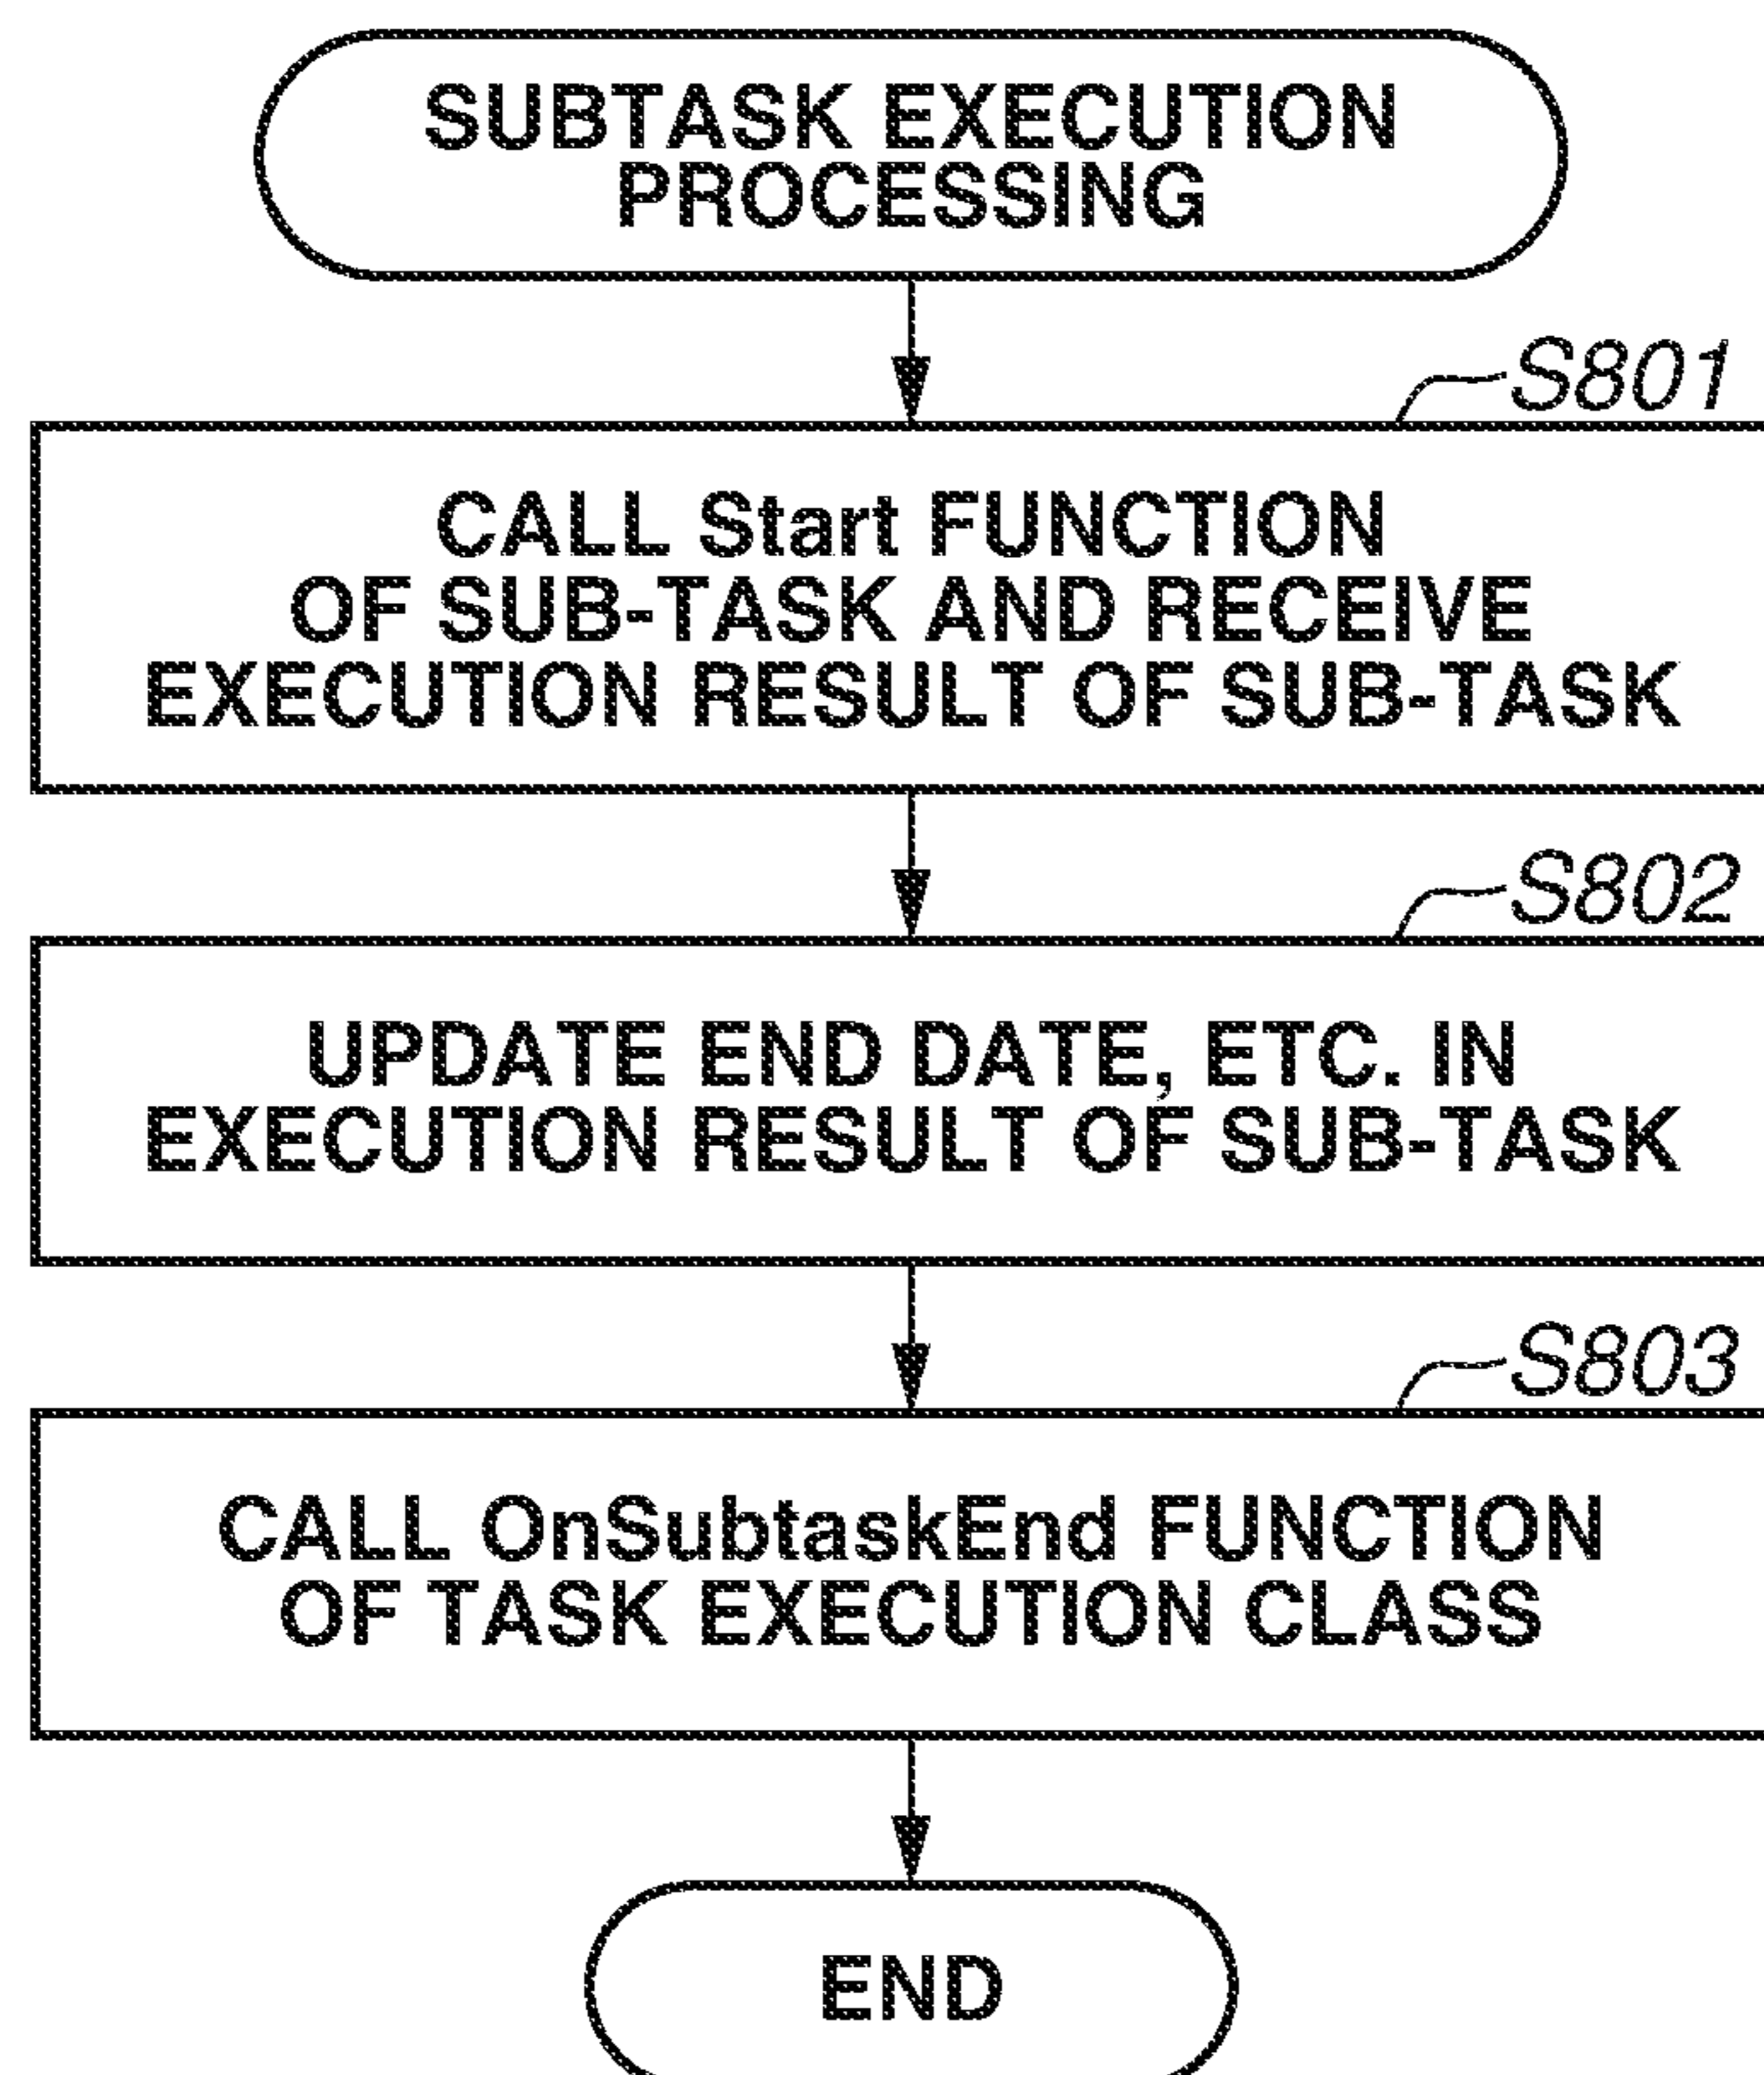 SUBTASK EXECUTION
PROCESSING
S801
CALL Start FUNCTION
OF SUB-TASK AND RECEIVE
EXECUTION RESULT OF SUB-TASK
S802
UPDATE END DATE, ETC. IN
EXECUTION RESULT OF SUB-TASK
S803
CALL OnSubtaskEnd FUNCTION
OF TASK EXECUTION CLASS
END